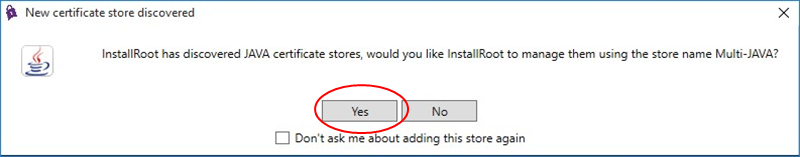 New certificate store discovered
InstallRoot has discovered JAVA certificate stores, would you like InstallRoot to manage them using the store name Multi-JAVA?
Yes No
Don't ask me about adding this store again